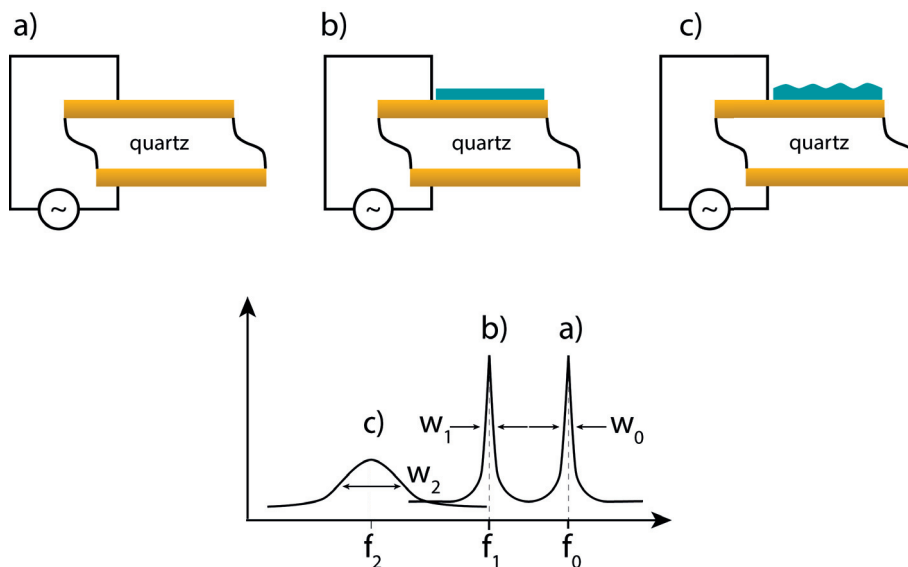 a)
b)
c)
quartz
quartz
quartz
~
~
~
b)
a)
c)
w₁
w₀
w₂
f₂
f₁
f₀